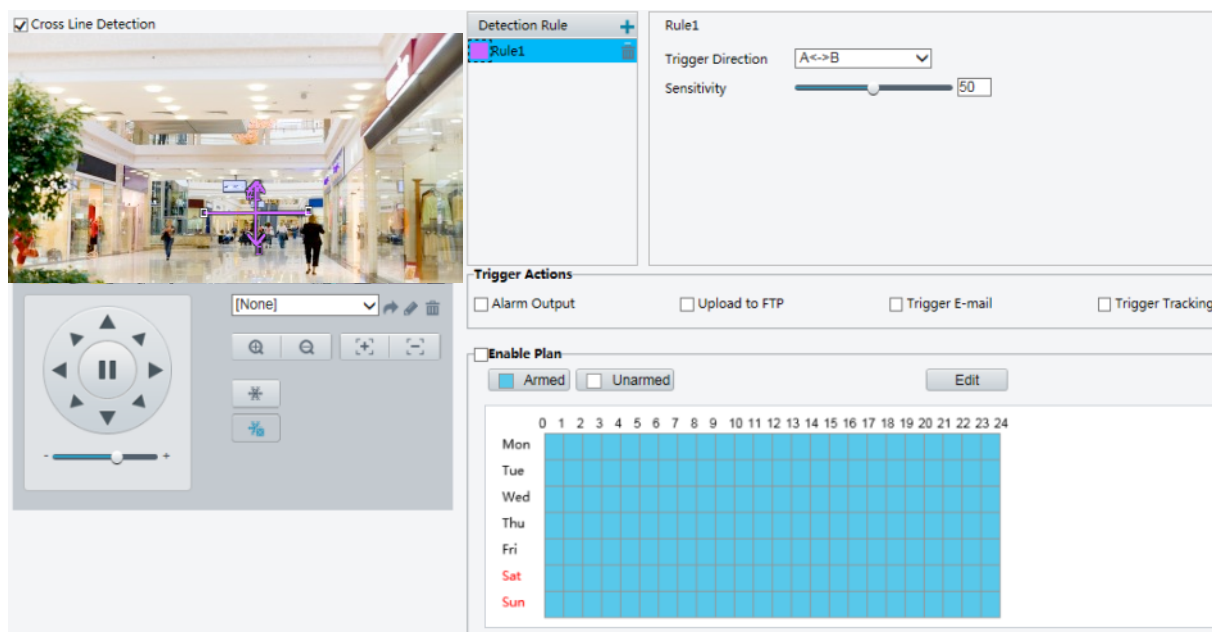 Cross Line Detection
Detection Rule
Rule1
Rule1
Trigger Direction A<->B
Sensitivity 50
Trigger Actions
Alarm Output Upload to FTP Trigger E-mail Trigger Tracking
[None]
Enable Plan
Armed Unarmed Edit
0 1 2 3 4 5 6 7 8 9 10 11 12 13 14 15 16 17 18 19 20 21 22 23 24
Mon
Tue
Wed
Thu
Fri
Sat
Sun
- +